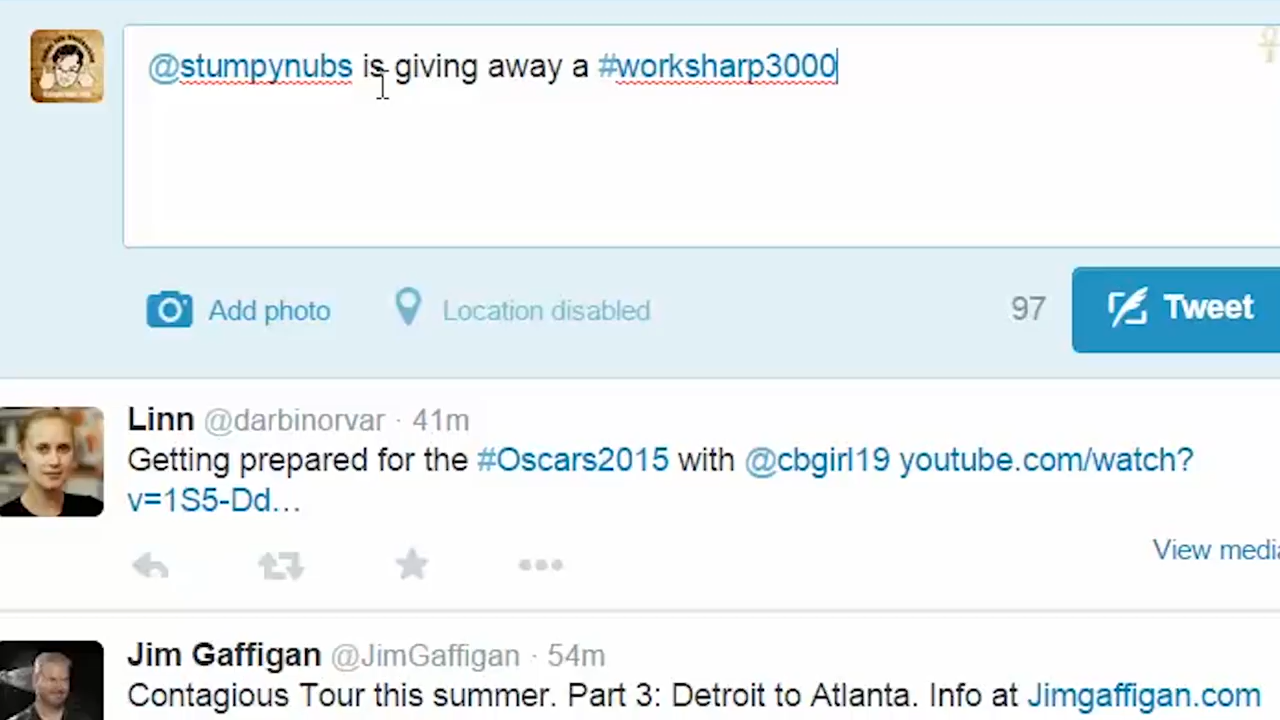 @stumpynubs is giving away a #worksharp3000
Add photo
Location disabled
97
Tweet
Linn @darbinorvar · 41m
Getting prepared for the #Oscars2015 with @cbgirl19 youtube.com/watch?
v=1S5-Dd…
View media
Jim Gaffigan @JimGaffigan · 54m
Contagious Tour this summer. Part 3: Detroit to Atlanta. Info at Jimgaffigan.com